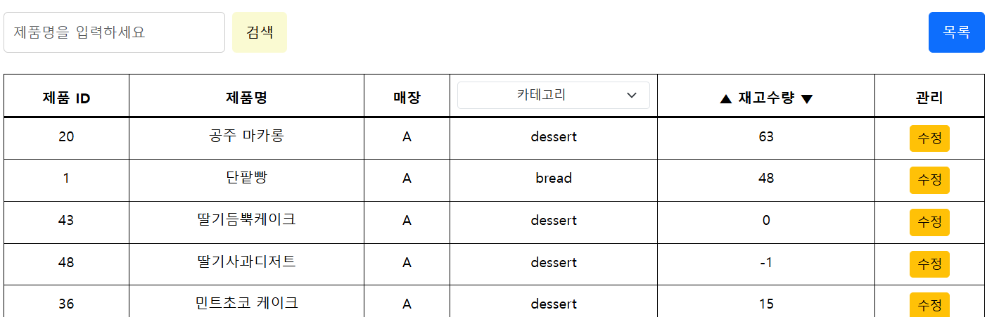 제품명을 입력하세요 검색 목록
제품 ID 제품명 매장 카테고리 ▲ 재고수량 ▼ 관리
20 공주 마카롱 A dessert 63 수정
1 단팥빵 A bread 48 수정
43 딸기듬뿍케이크 A dessert 0 수정
48 딸기사과디저트 A dessert -1 수정
36 민트초코 케이크 A dessert 15 수정